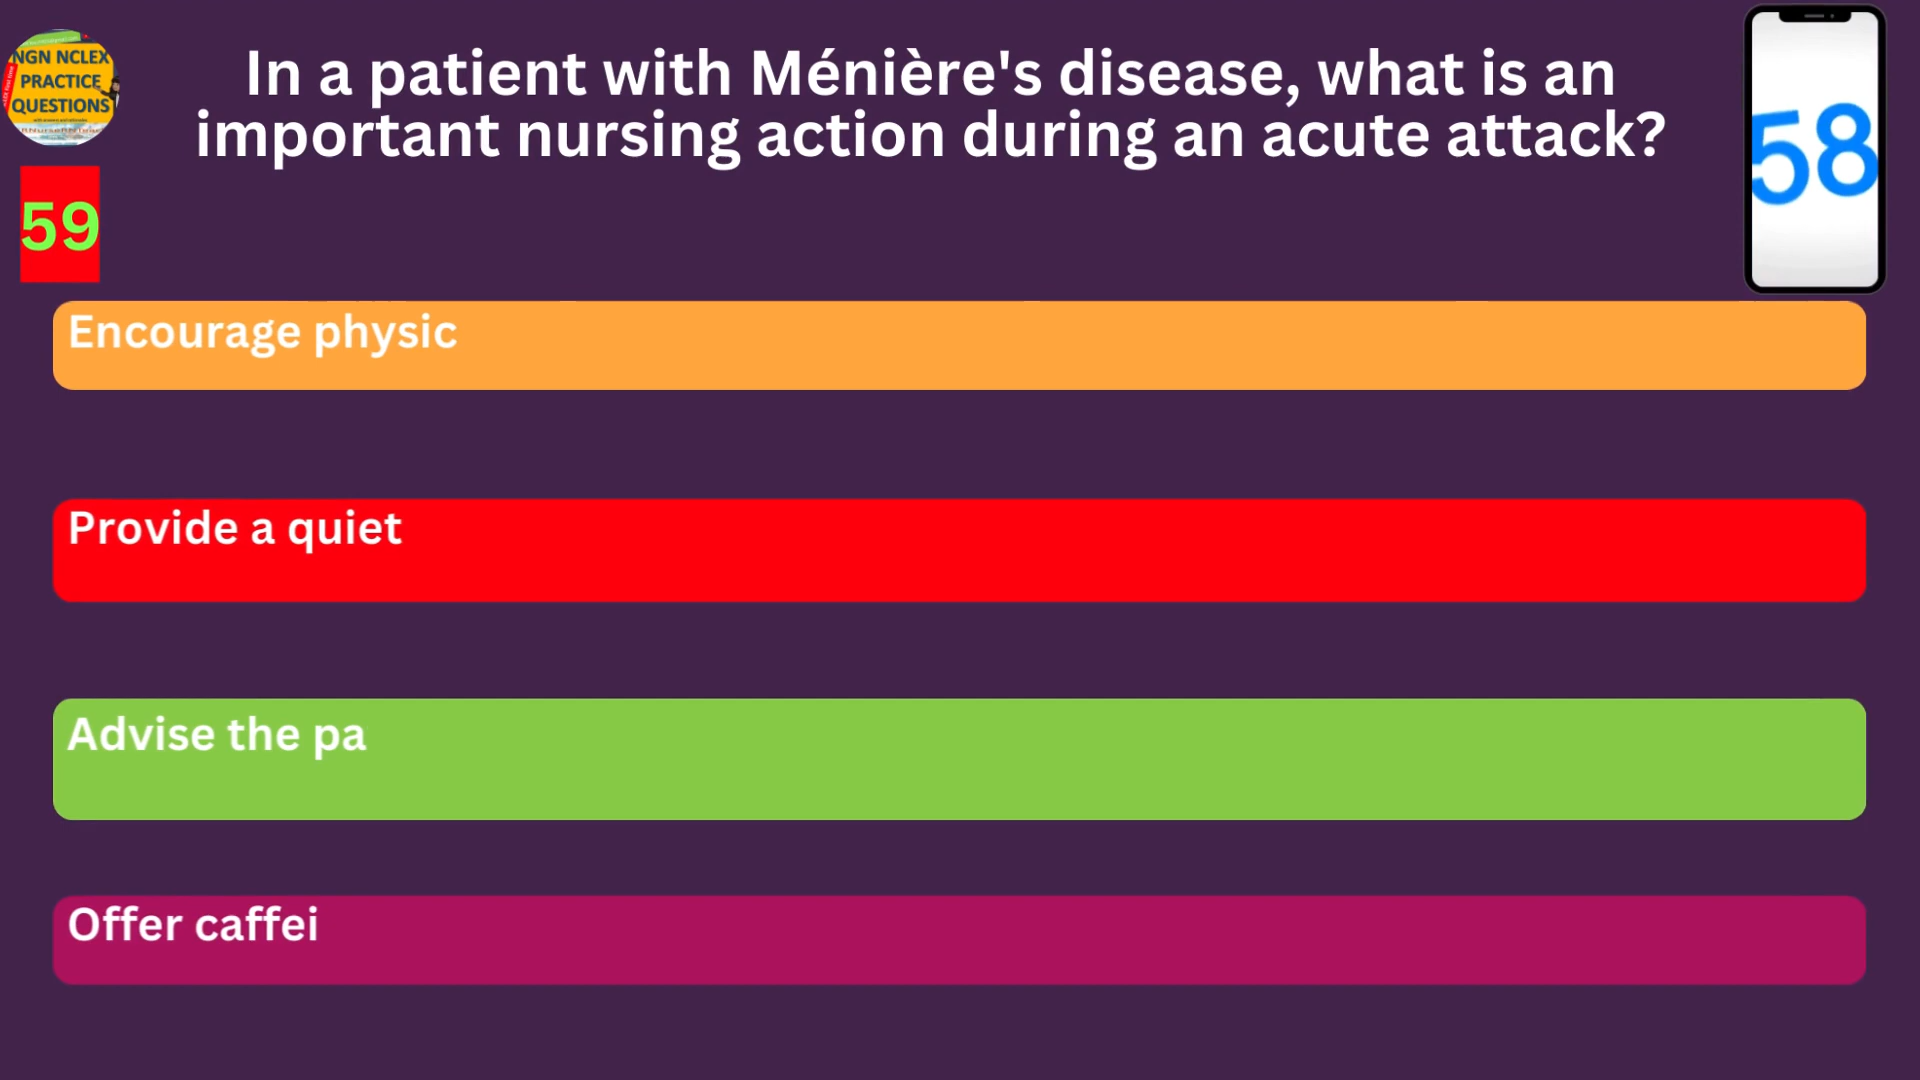 NGN NCLEX
PRACTICE
QUESTIONS
In a patient with Ménière's disease, what is an
important nursing action during an acute attack?
58
59
Encourage physic
Provide a quiet
Advise the pa
Offer caffei